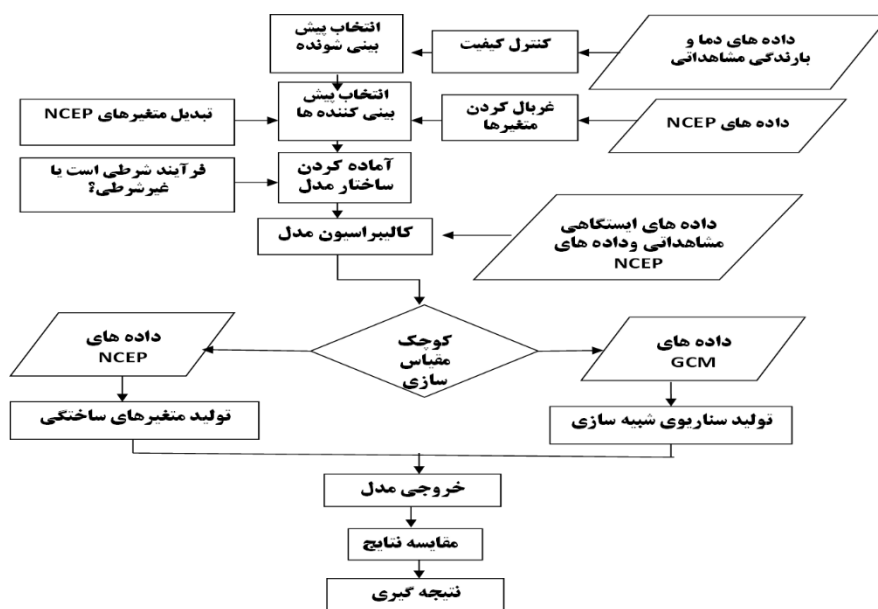 داده های دما و
بارندگی مشاهداتی
کنترل کیفیت
انتخاب پیش
بینی شونده
داده های NCEP
غربال کردن
متغیرها
انتخاب پیش
بینی کننده ها
تبدیل متغیرهای NCEP
آماده کردن
ساختار مدل
فرآیند شرطی است یا
غیرشرطی؟
داده های ایستگاهی
مشاهداتی وداده های
NCEP
کالیبراسیون مدل
کوچک
مقیاس
سازی
داده های
GCM
داده های
NCEP
تولید سناریوی شبیه سازی
تولید متغیرهای ساختگی
خروجی مدل
مقایسه نتایج
نتیجه گیری